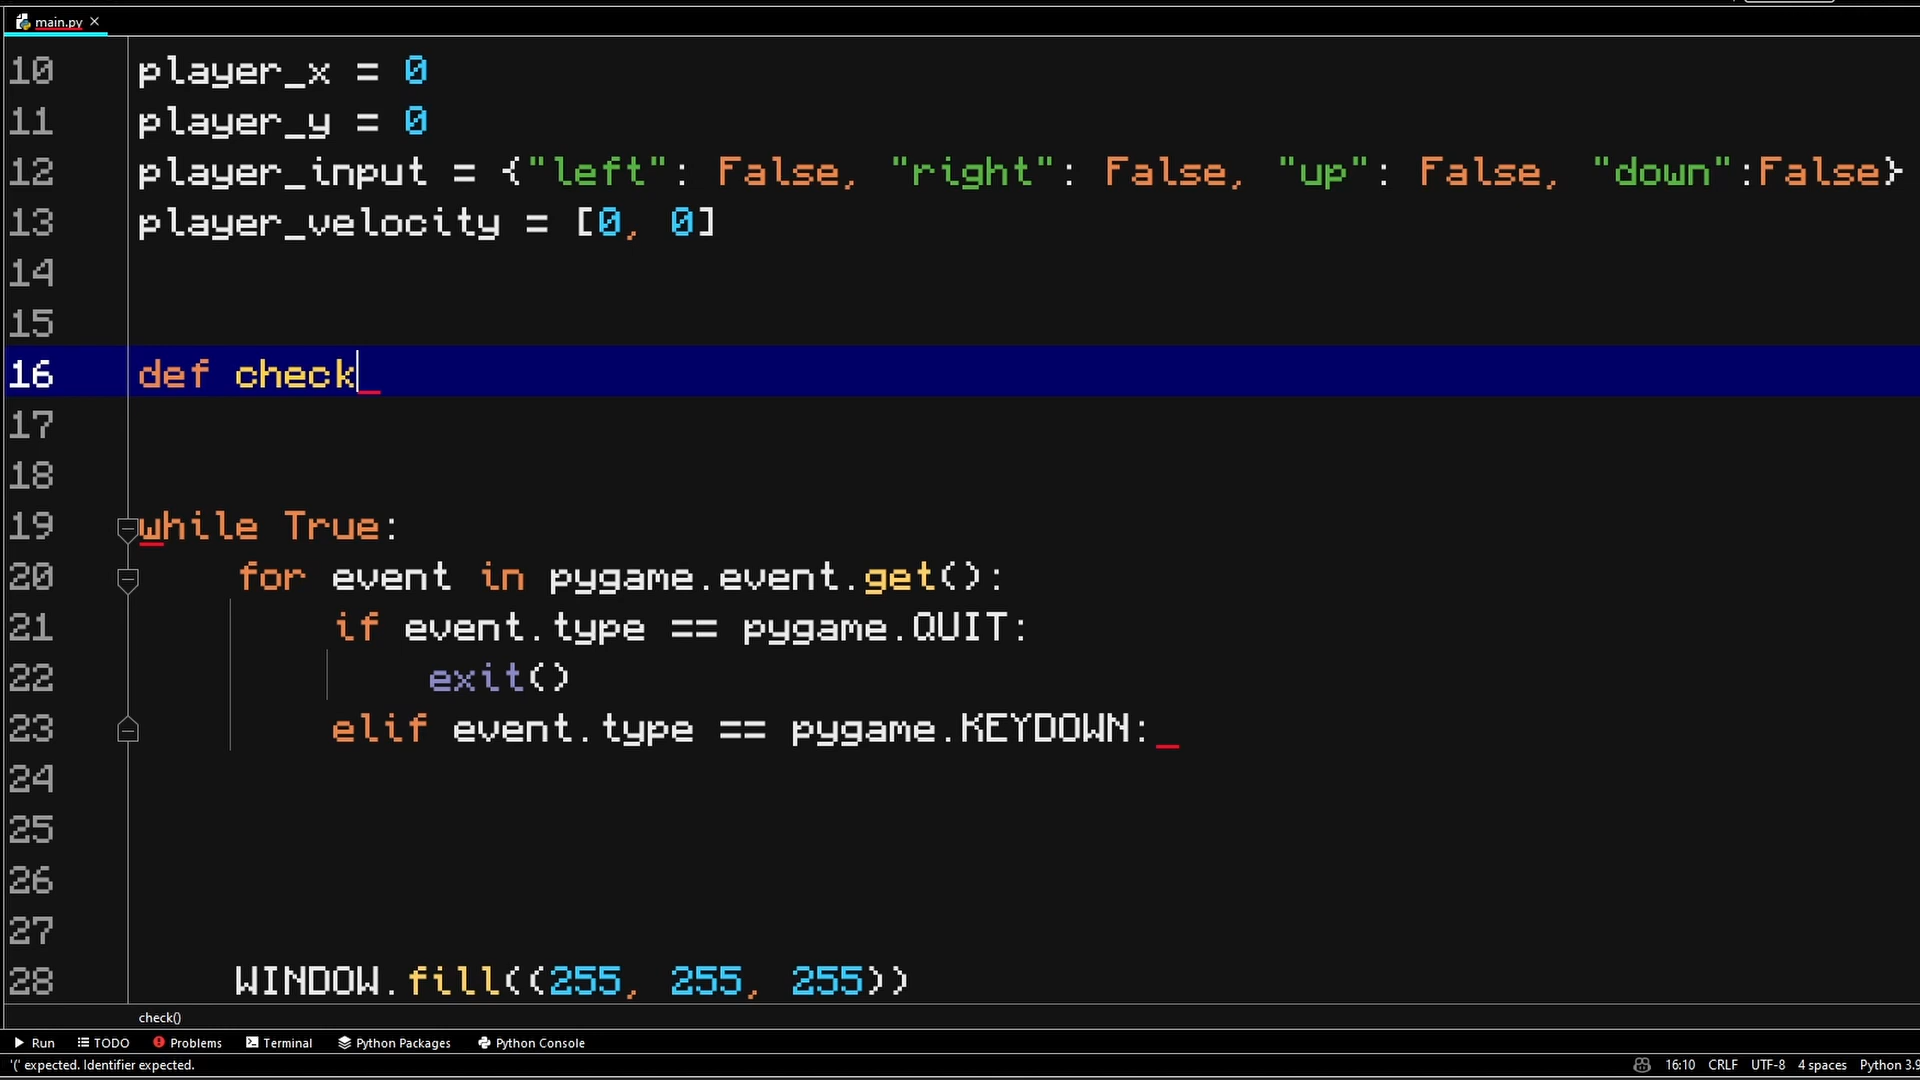 main.py
10 player_x = 0
11 player_y = 0
12 player_input = {"left": False, "right": False, "up": False, "down":False}
13 player_velocity = [0, 0]
14
15
16 def check
17
18
19 while True:
20     for event in pygame.event.get():
21         if event.type == pygame.QUIT:
22             exit()
23         elif event.type == pygame.KEYDOWN:
24
25
26
27
28     WINDOW.fill((255, 255, 255))
check()
Run TODO Problems Terminal Python Packages Python Console
'(' expected. Identifier expected. 16:10 CRLF UTF-8 4 spaces Python 3.9